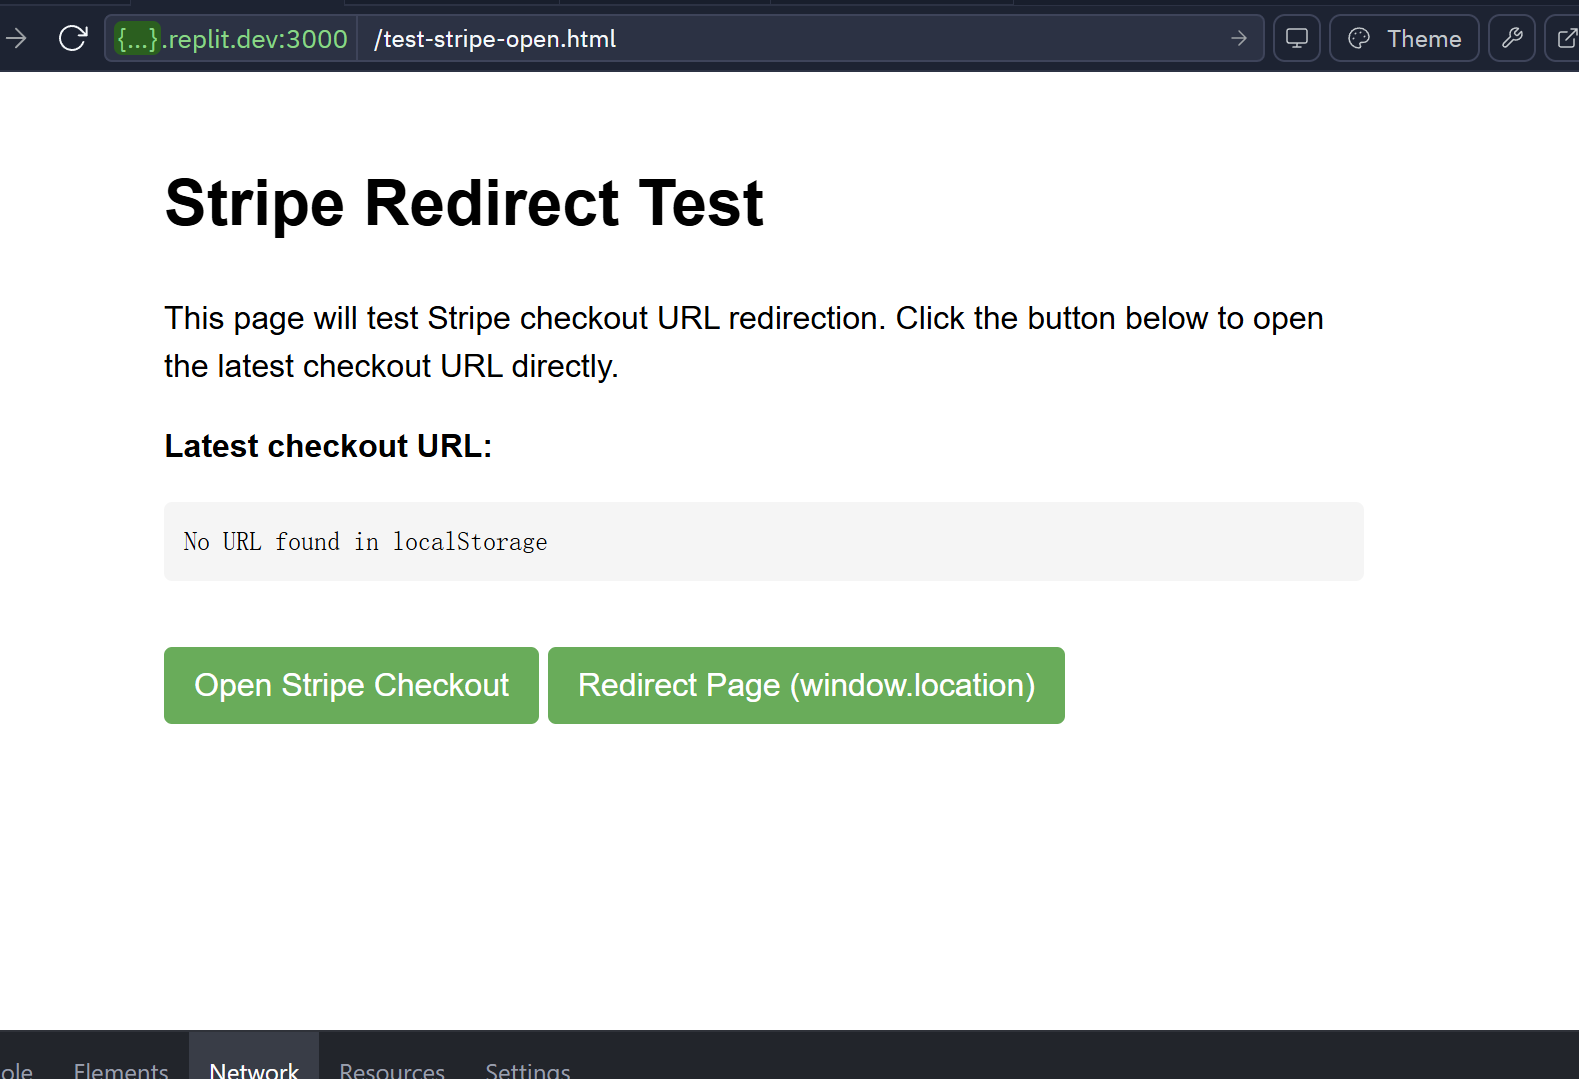 {...}.replit.dev:3000 /test-stripe-open.html Theme
Stripe Redirect Test
This page will test Stripe checkout URL redirection. Click the button below to open
the latest checkout URL directly.
Latest checkout URL:
No URL found in localStorage
Open Stripe Checkout Redirect Page (window.location)
ole Elements Network Resources Settings